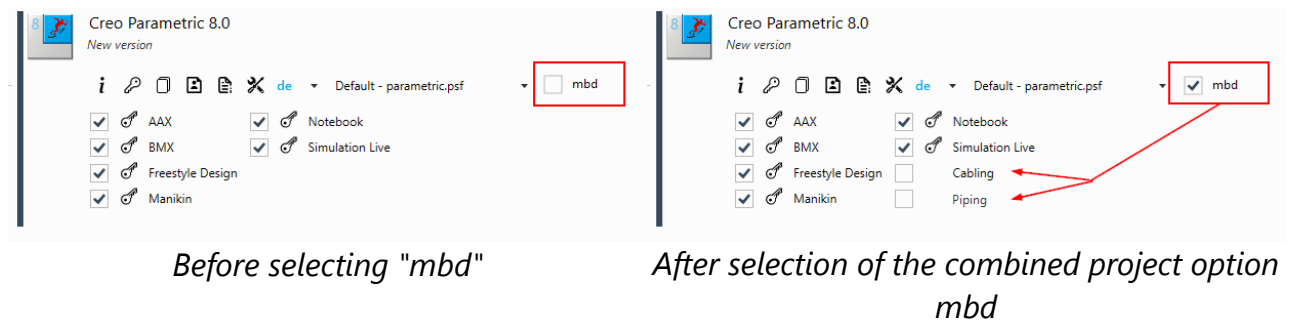 8 Creo Parametric 8.0
New version
i de Default - parametric.psf mbd
AAX Notebook
BMX Simulation Live
Freestyle Design
Manikin
Before selecting "mbd"
8 Creo Parametric 8.0
New version
i de Default - parametric.psf mbd
AAX Notebook
BMX Simulation Live
Freestyle Design Cabling
Manikin Piping
After selection of the combined project option
mbd